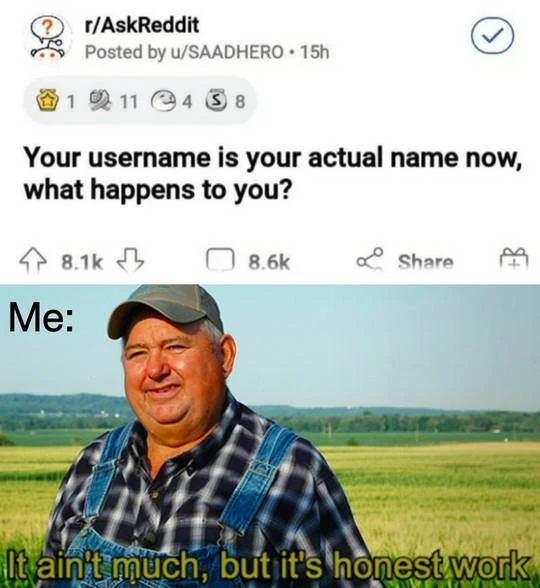 r/AskReddit
Posted by u/SAADHERO • 15h
1 11 4 S 8
Your username is your actual name now,
what happens to you?
8.1k 8.6k Share
Me:
It ain't much, but it's honest work